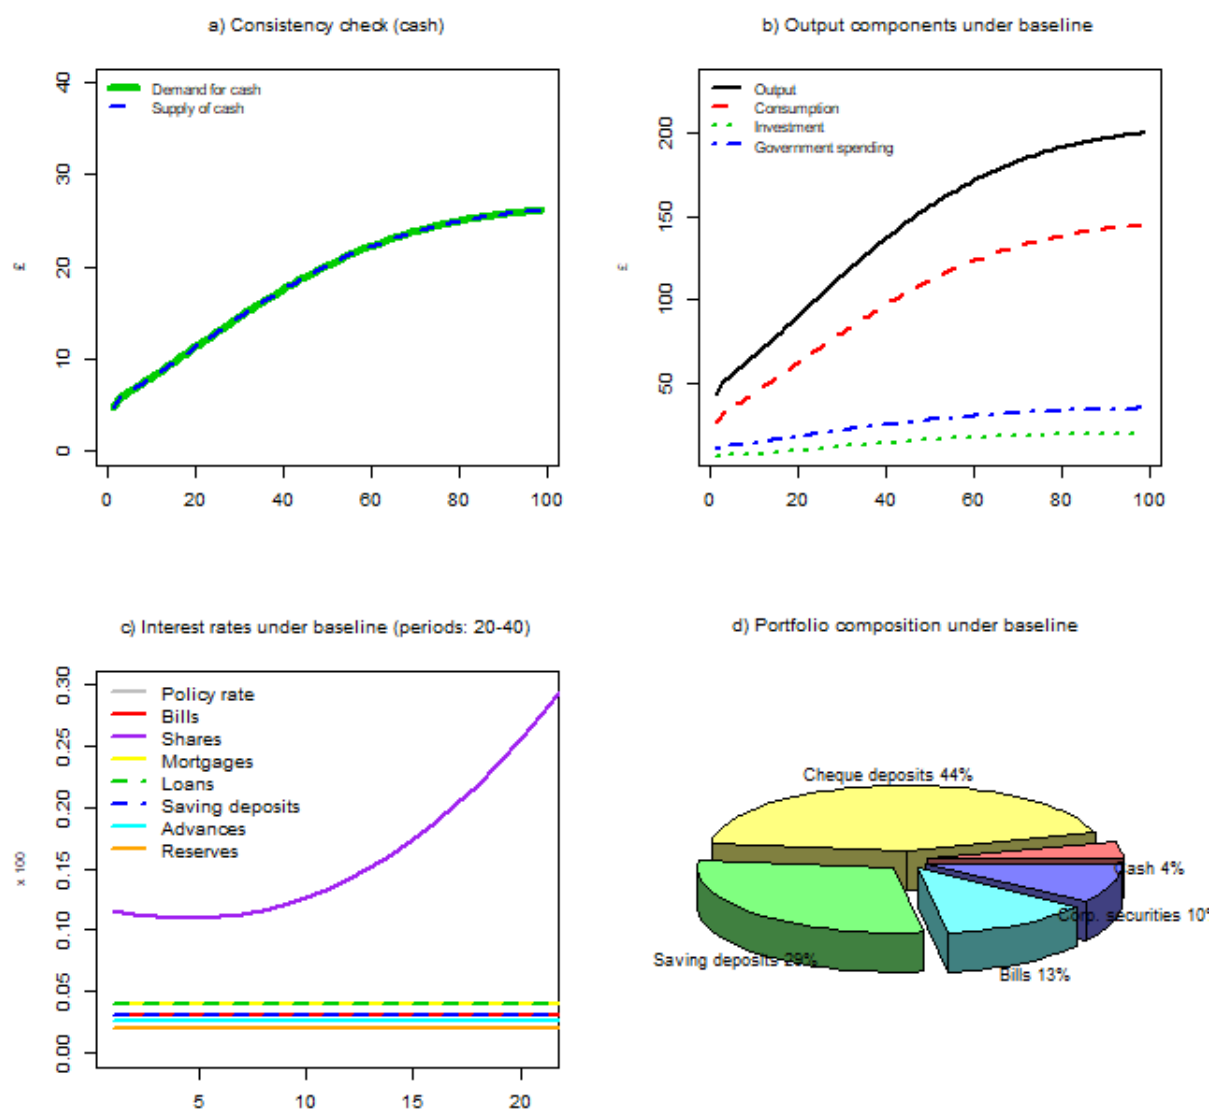 a) Consistency check (cash)
Demand for cash
Supply of cash
£
40
30
20
10
0
0 20 40 60 80 100
b) Output components under baseline
Output
Consumption
Investment
Government spending
£
200
150
100
50
0 20 40 60 80 100
c) Interest rates under baseline (periods: 20-40)
Policy rate
Bills
Shares
Mortgages
Loans
Saving deposits
Advances
Reserves
x 100
0.30
0.25
0.20
0.15
0.10
0.05
0.00
5 10 15 20
d) Portfolio composition under baseline
Cheque deposits 44%
Cash 4%
Corp. securities 10%
Saving deposits 29%
Bills 13%